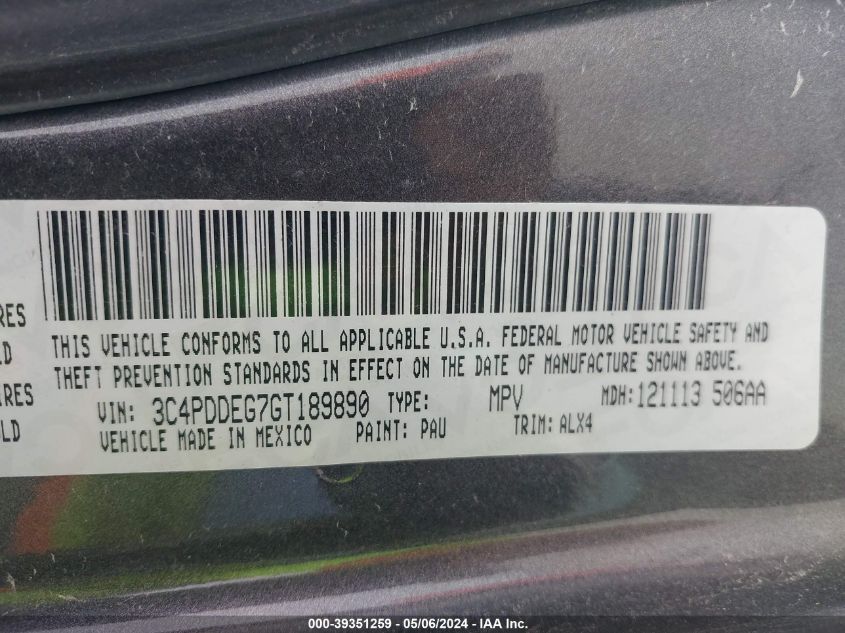 RES
LD
IRES
OLD
THIS VEHICLE CONFORMS TO ALL APPLICABLE U.S.A. FEDERAL MOTOR VEHICLE SAFETY AND
THEFT PREVENTION STANDARDS IN EFFECT ON THE DATE OF MANUFACTURE SHOWN ABOVE.
VIN: 3C4PDDEG7GT189890 TYPE: MPV MDH: 121113 506AA
VEHICLE MADE IN MEXICO PAINT: PAU TRIM: ALX4
000-39351259 - 05/06/2024 - IAA Inc.